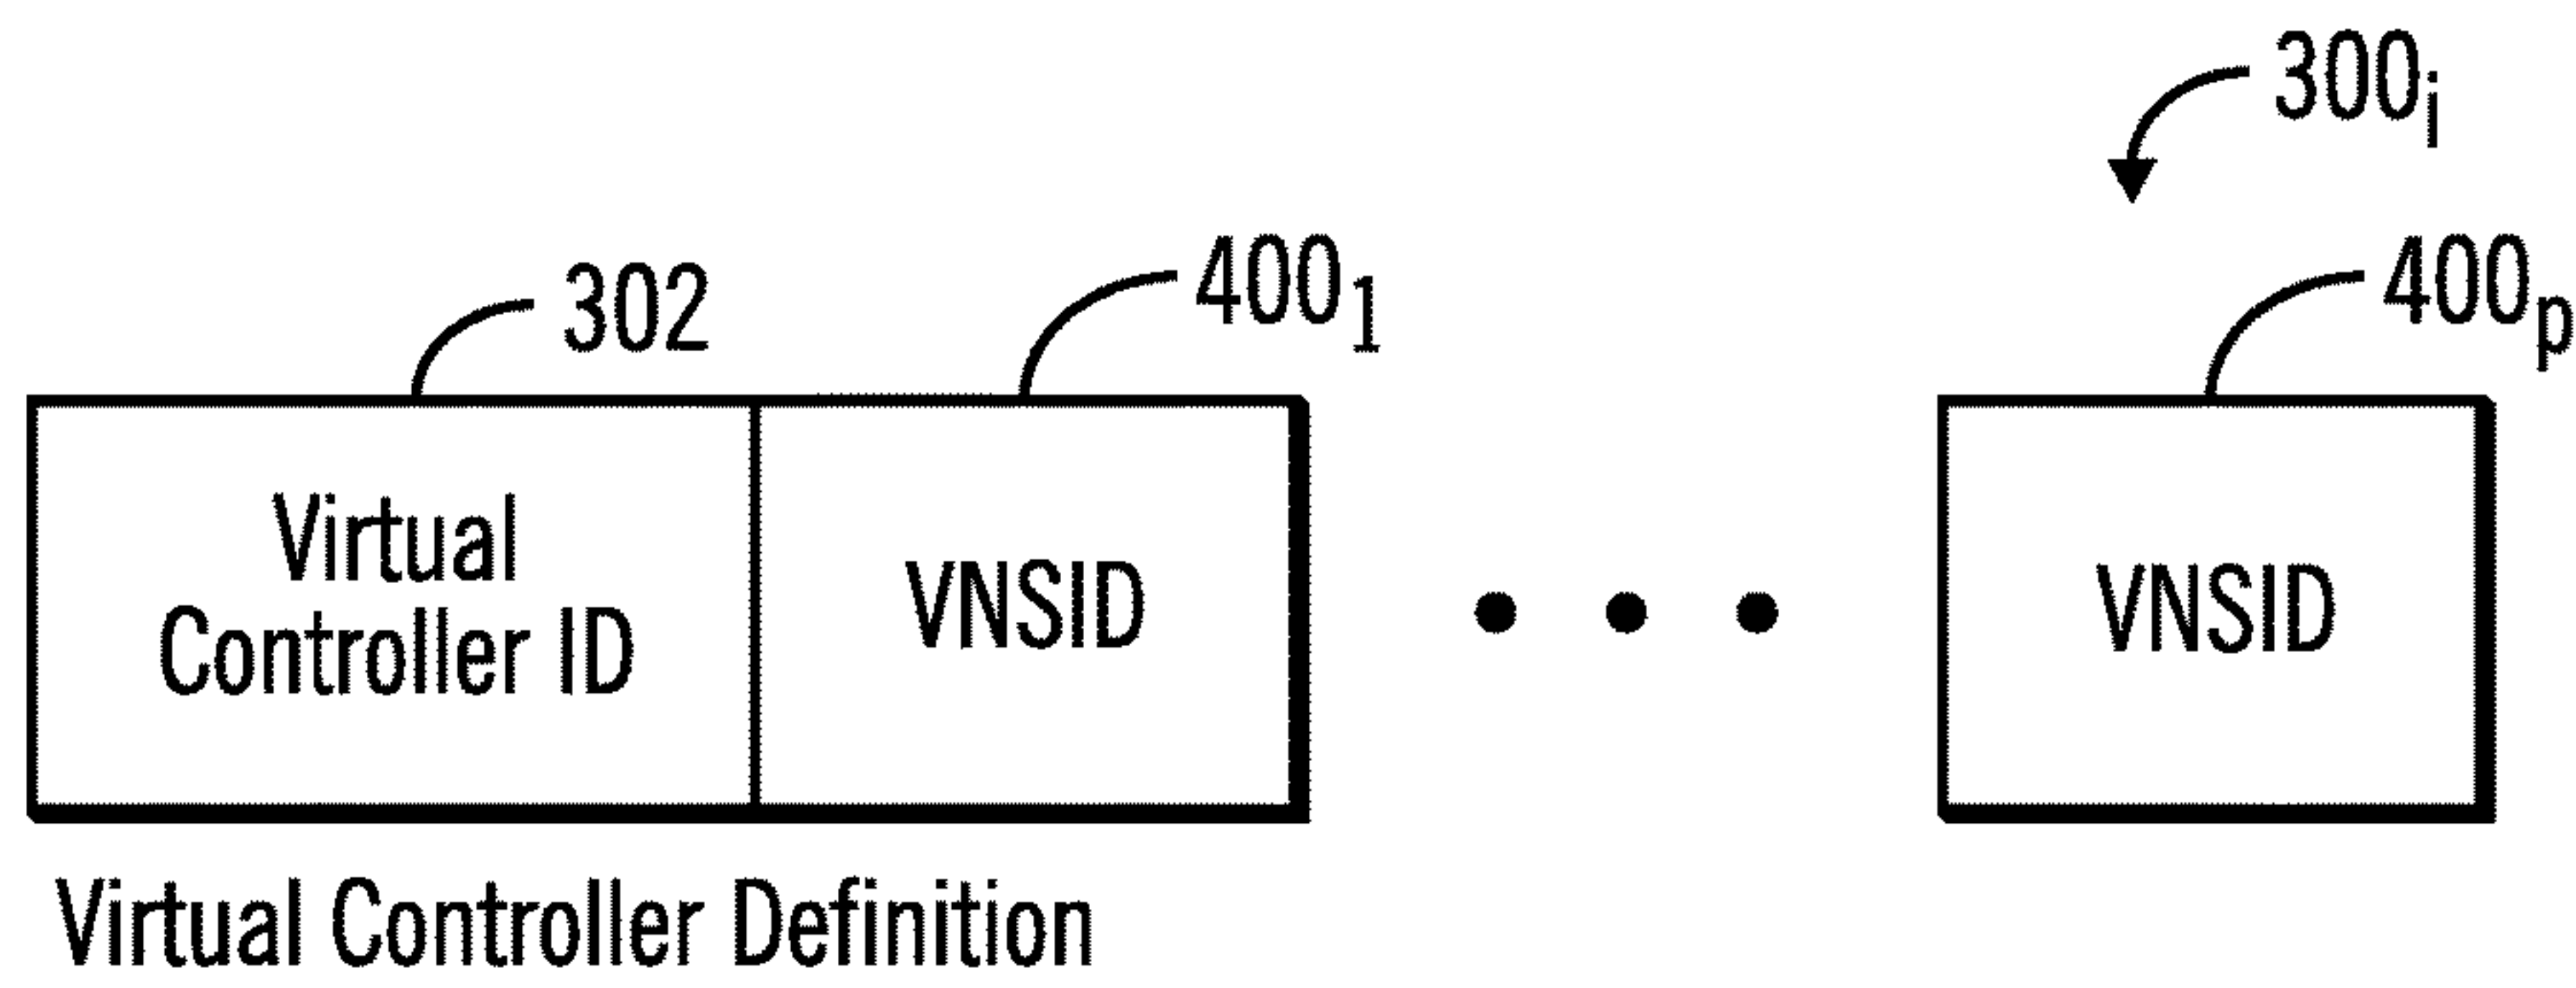 300i
302
4001
400p
Virtual
Controller ID
VNSID
VNSID
Virtual Controller Definition